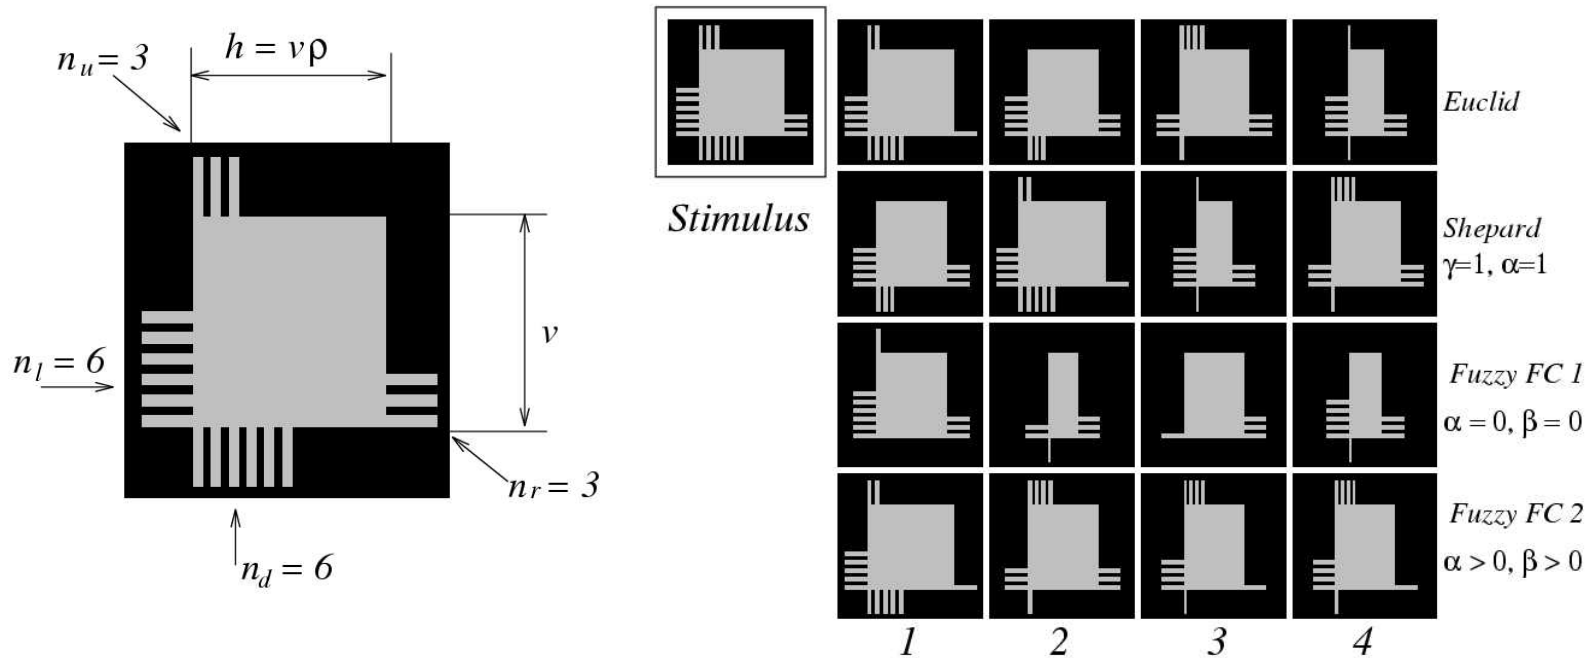 n_u = 3
h = vρ
n_l = 6
v
n_r = 3
n_d = 6
Stimulus
Euclid
Shepard
γ=1, α=1
Fuzzy FC 1
α = 0, β = 0
Fuzzy FC 2
α > 0, β > 0
1 2 3 4